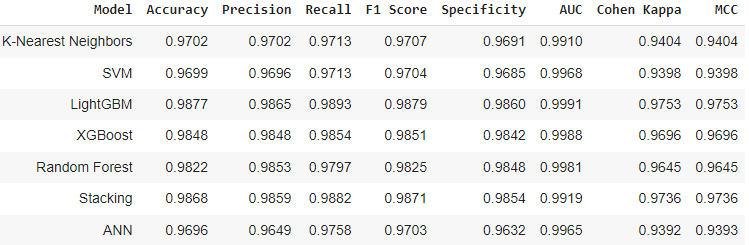 Model Accuracy Precision Recall F1 Score Specificity AUC Cohen Kappa MCC
K-Nearest Neighbors 0.9702 0.9702 0.9713 0.9707 0.9691 0.9910 0.9404 0.9404
SVM 0.9699 0.9696 0.9713 0.9704 0.9685 0.9968 0.9398 0.9398
LightGBM 0.9877 0.9865 0.9893 0.9879 0.9860 0.9991 0.9753 0.9753
XGBoost 0.9848 0.9848 0.9854 0.9851 0.9842 0.9988 0.9696 0.9696
Random Forest 0.9822 0.9853 0.9797 0.9825 0.9848 0.9981 0.9645 0.9645
Stacking 0.9868 0.9859 0.9882 0.9871 0.9854 0.9919 0.9736 0.9736
ANN 0.9696 0.9649 0.9758 0.9703 0.9632 0.9965 0.9392 0.9393